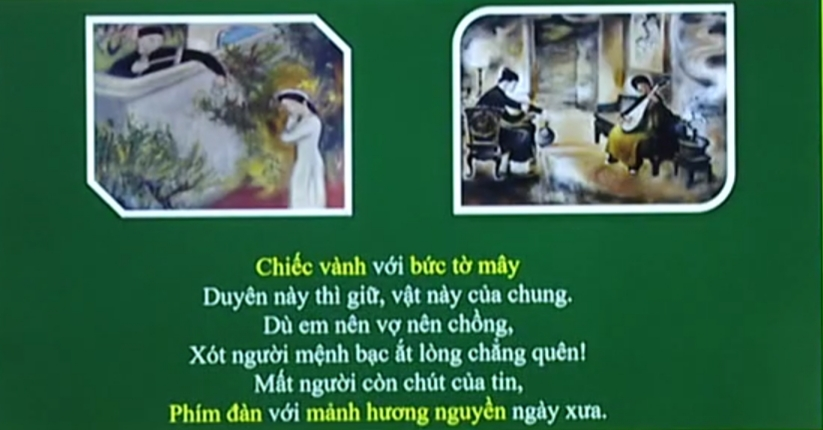 Chiếc vành với bức tờ mây
Duyên này thì giữ, vật này của chung.
Dù em nên vợ nên chồng,
Xót người mệnh bạc ắt lòng chẳng quên!
Mất người còn chút của tin,
Phím đàn với mảnh hương nguyền ngày xưa.